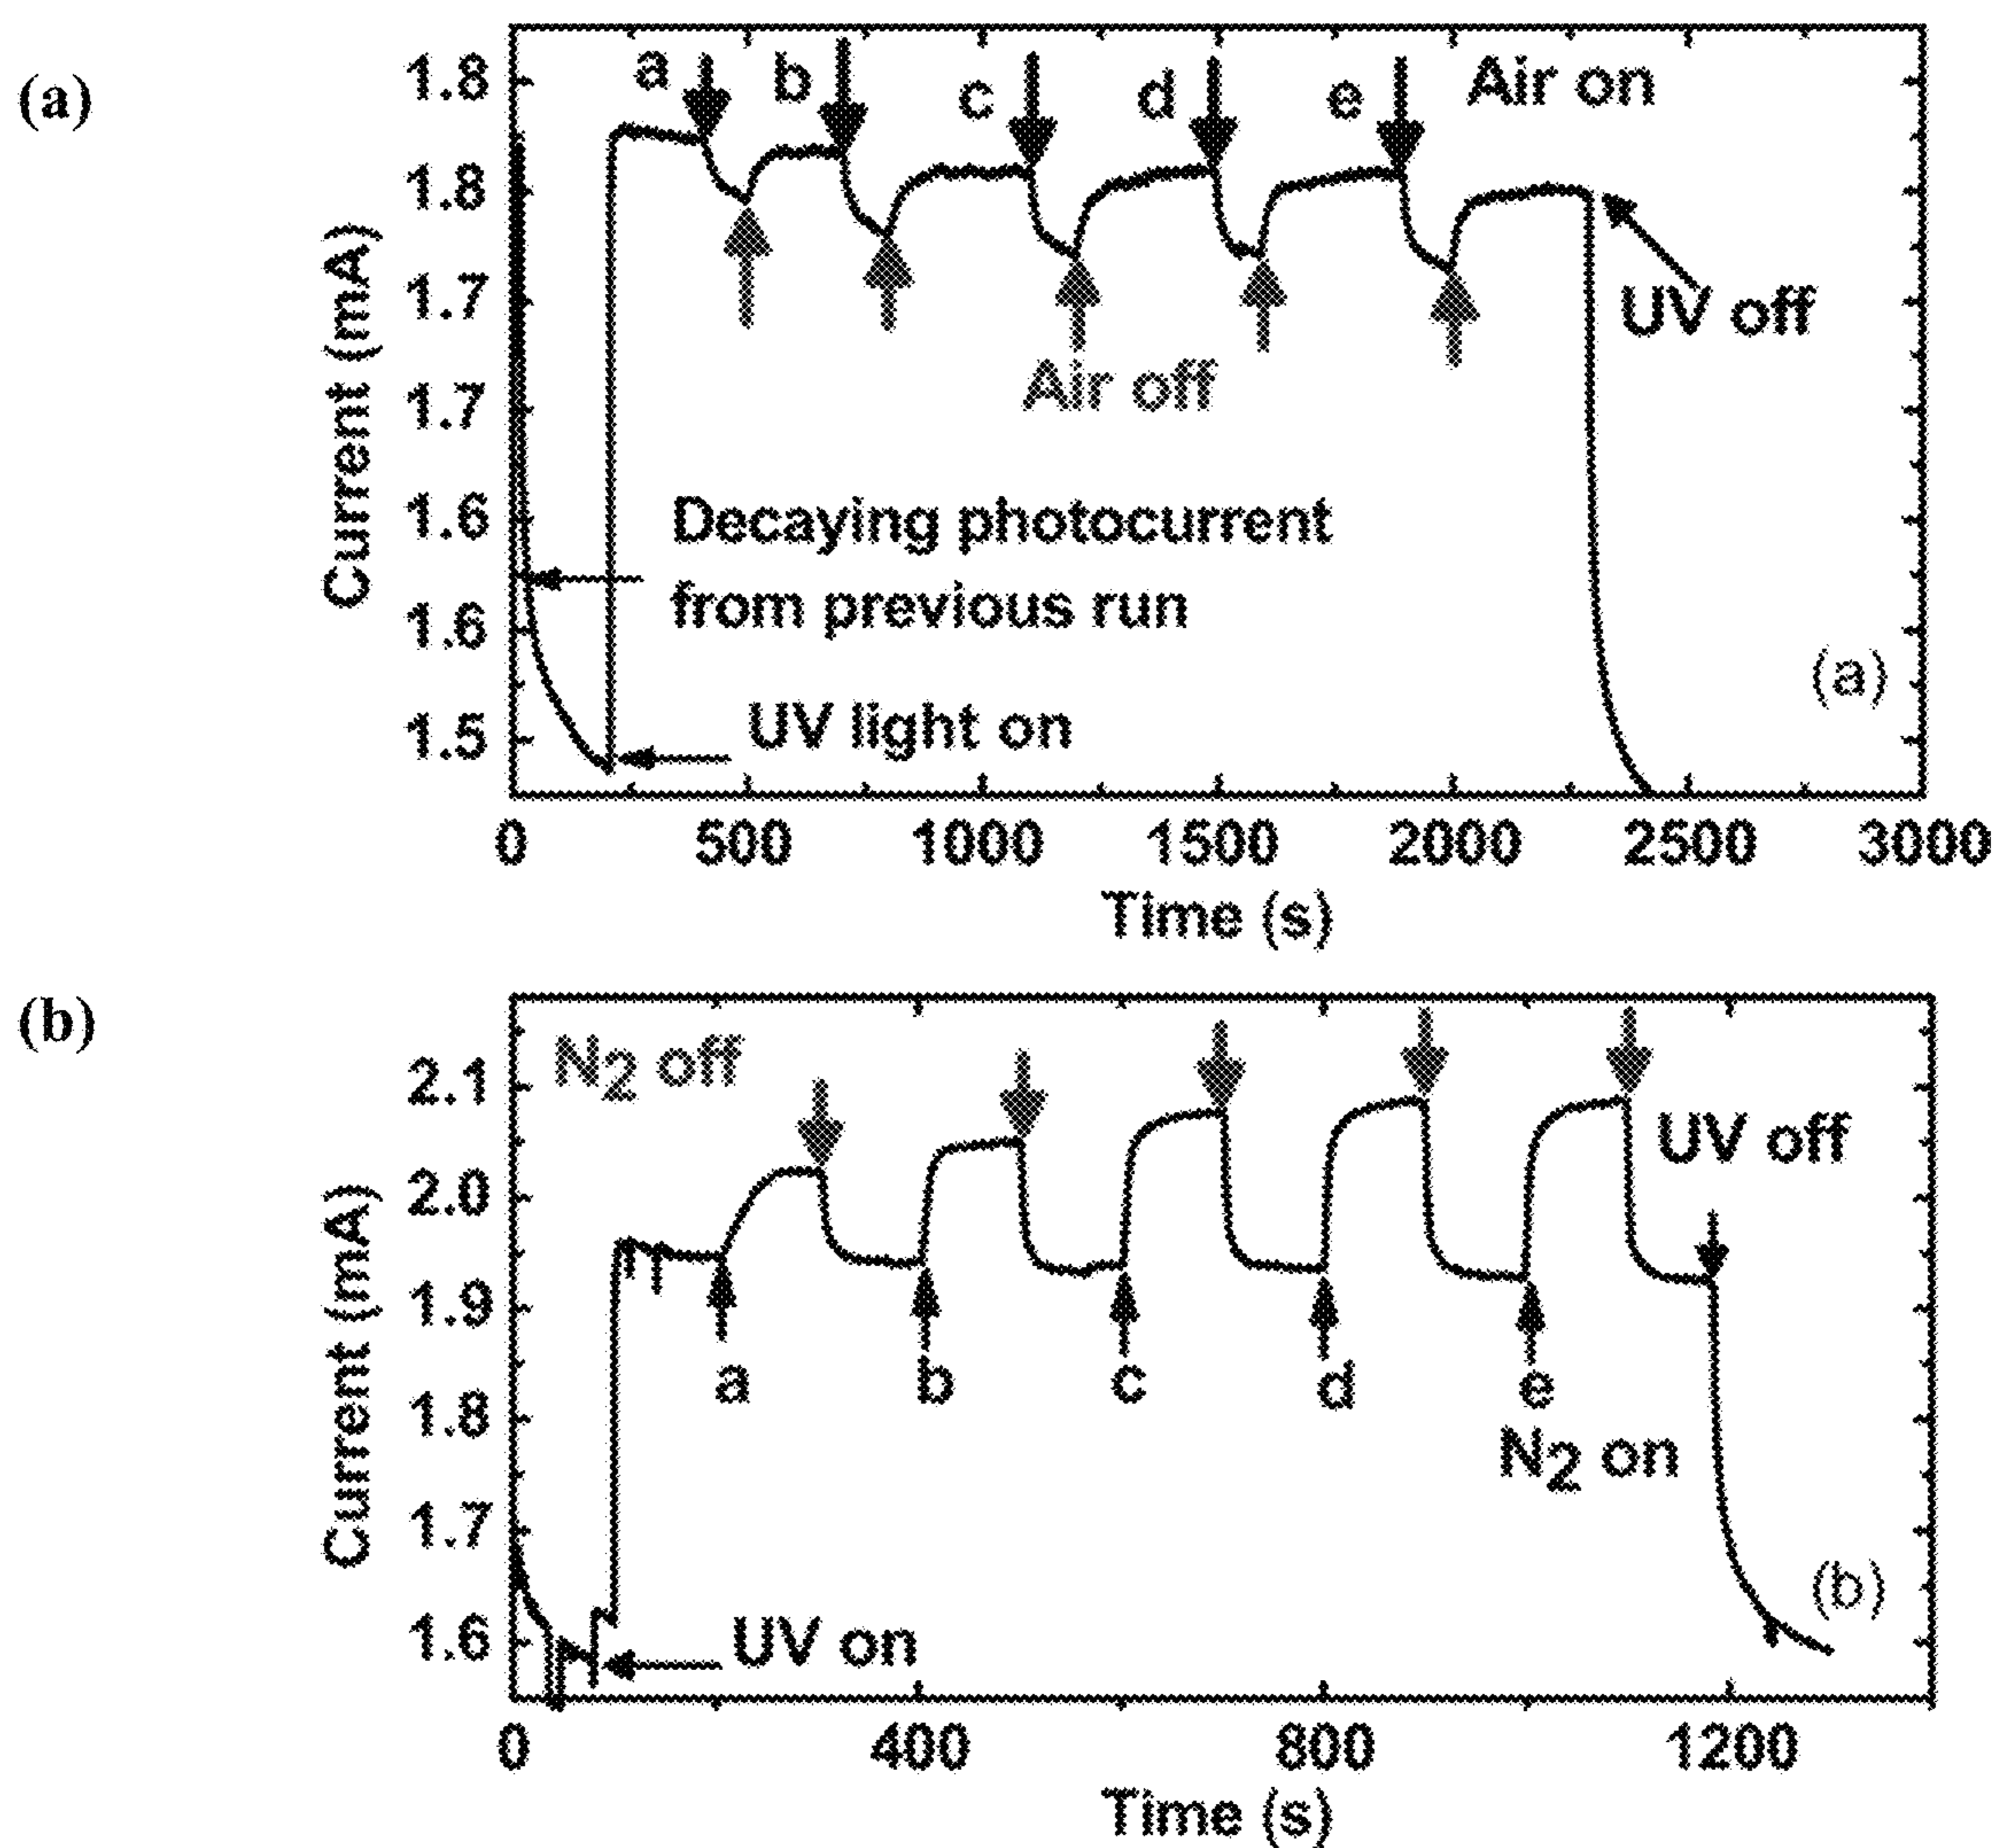 (a)
a b c d e Air on
1.8
1.8
1.7
1.7
1.6
1.6
1.5
Current (mA)
UV off
Air off
Decaying photocurrent
from previous run
UV light on
(a)
0 500 1000 1500 2000 2500 3000
Time (s)
(b)
N2 off
2.1
2.0
1.9
1.8
1.7
1.6
Current (mA)
UV off
a b c d e
N2 on
UV on
(b)
0 400 800 1200
Time (s)